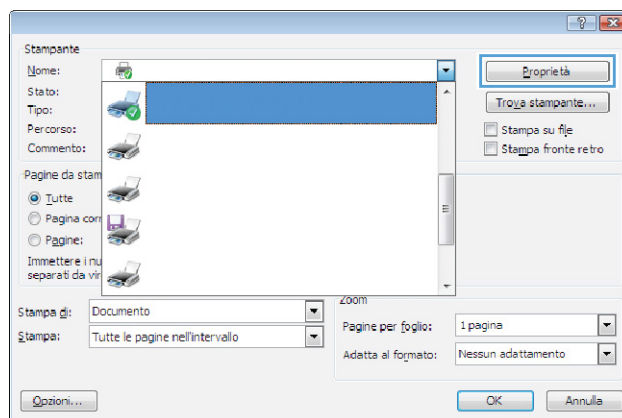 Stampante
Nome:
Proprietà
Stato:
Tipo:
Trova stampante...
Percorso:
Stampa su file
Commento:
Stampa fronte retro
Pagine da stam
Tutte
Pagina corr
Pagine:
Immettere i nu
separati da vir
Stampa di: Documento
Stampa: Tutte le pagine nell'intervallo
Zoom
Pagine per foglio: 1 pagina
Adatta al formato: Nessun adattamento
Opzioni...
OK
Annulla